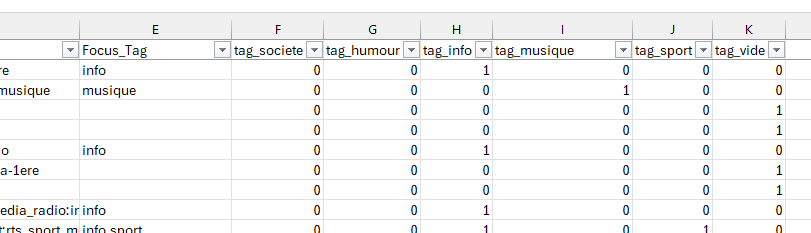 E F G H I J K
Focus_Tag tag_societe tag_humour tag_info tag_musique tag_sport tag_vide
re info 0 0 1 0 0 0
musique musique 0 0 0 1 0 0
0 0 0 0 0 1
0 0 0 0 0 1
o info 0 0 1 0 0 0
a-1ere 0 0 0 0 0 1
0 0 0 0 0 1
edia_radio:ir info 0 0 1 0 0 0
t:rts_sport_m info,sport 0 0 1 0 1 0